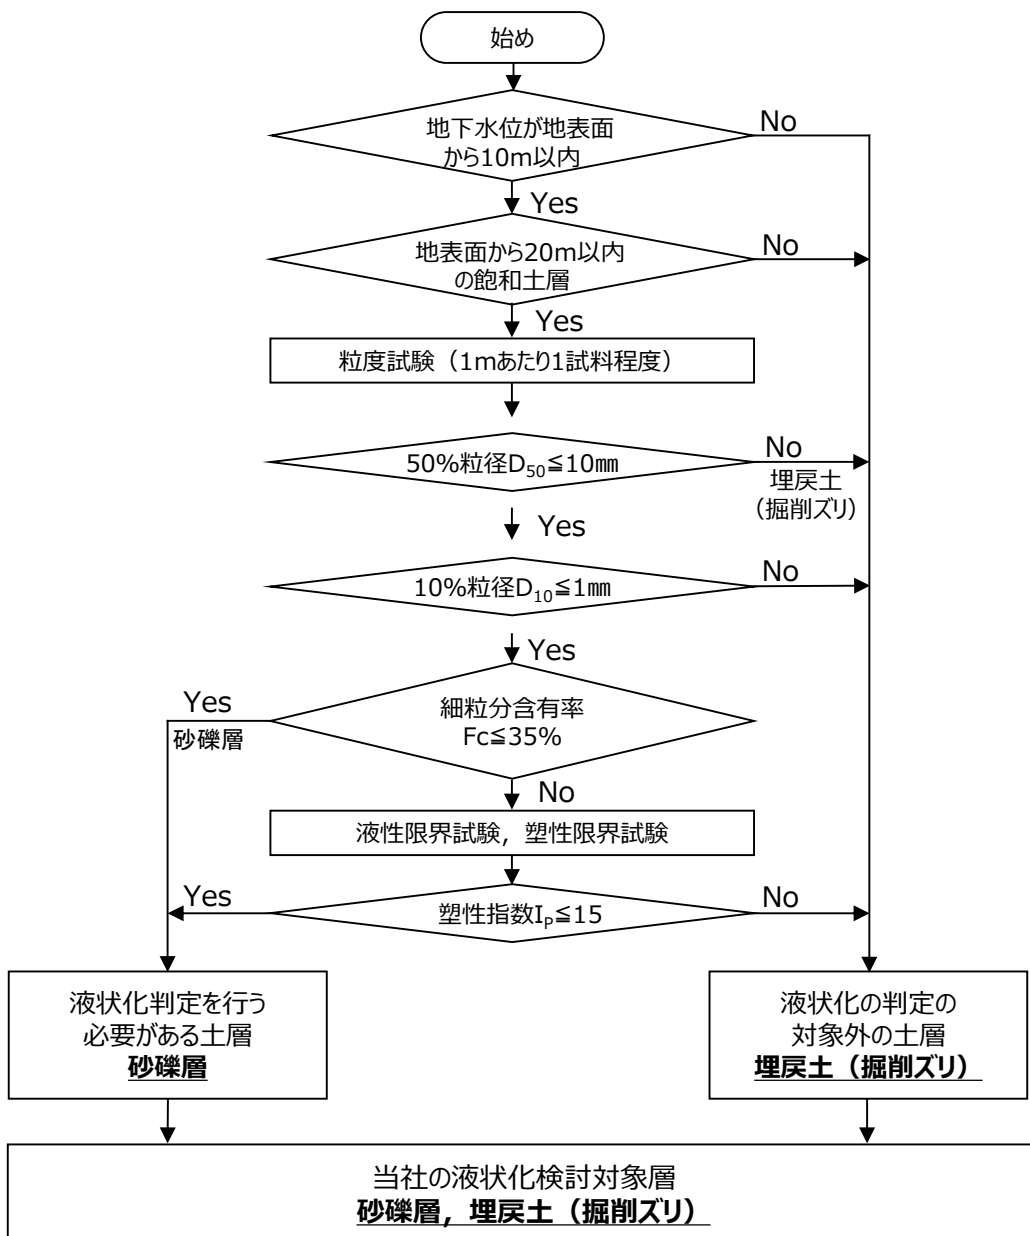 始め
地下水位が地表面
から10m以内
No
Yes
地表面から20m以内
の飽和土層
No
Yes
粒度試験（1mあたり1試料程度）
50%粒径D50≦10㎜
No
埋戻土
（掘削ズリ）
Yes
10%粒径D10≦1㎜
No
Yes
細粒分含有率
Fc≦35%
Yes
砂礫層
No
液性限界試験，塑性限界試験
Yes
塑性指数IP≦15
No
液状化判定を行う
必要がある土層
砂礫層
液状化の判定の
対象外の土層
埋戻土（掘削ズリ）
当社の液状化検討対象層
砂礫層，埋戻土（掘削ズリ）